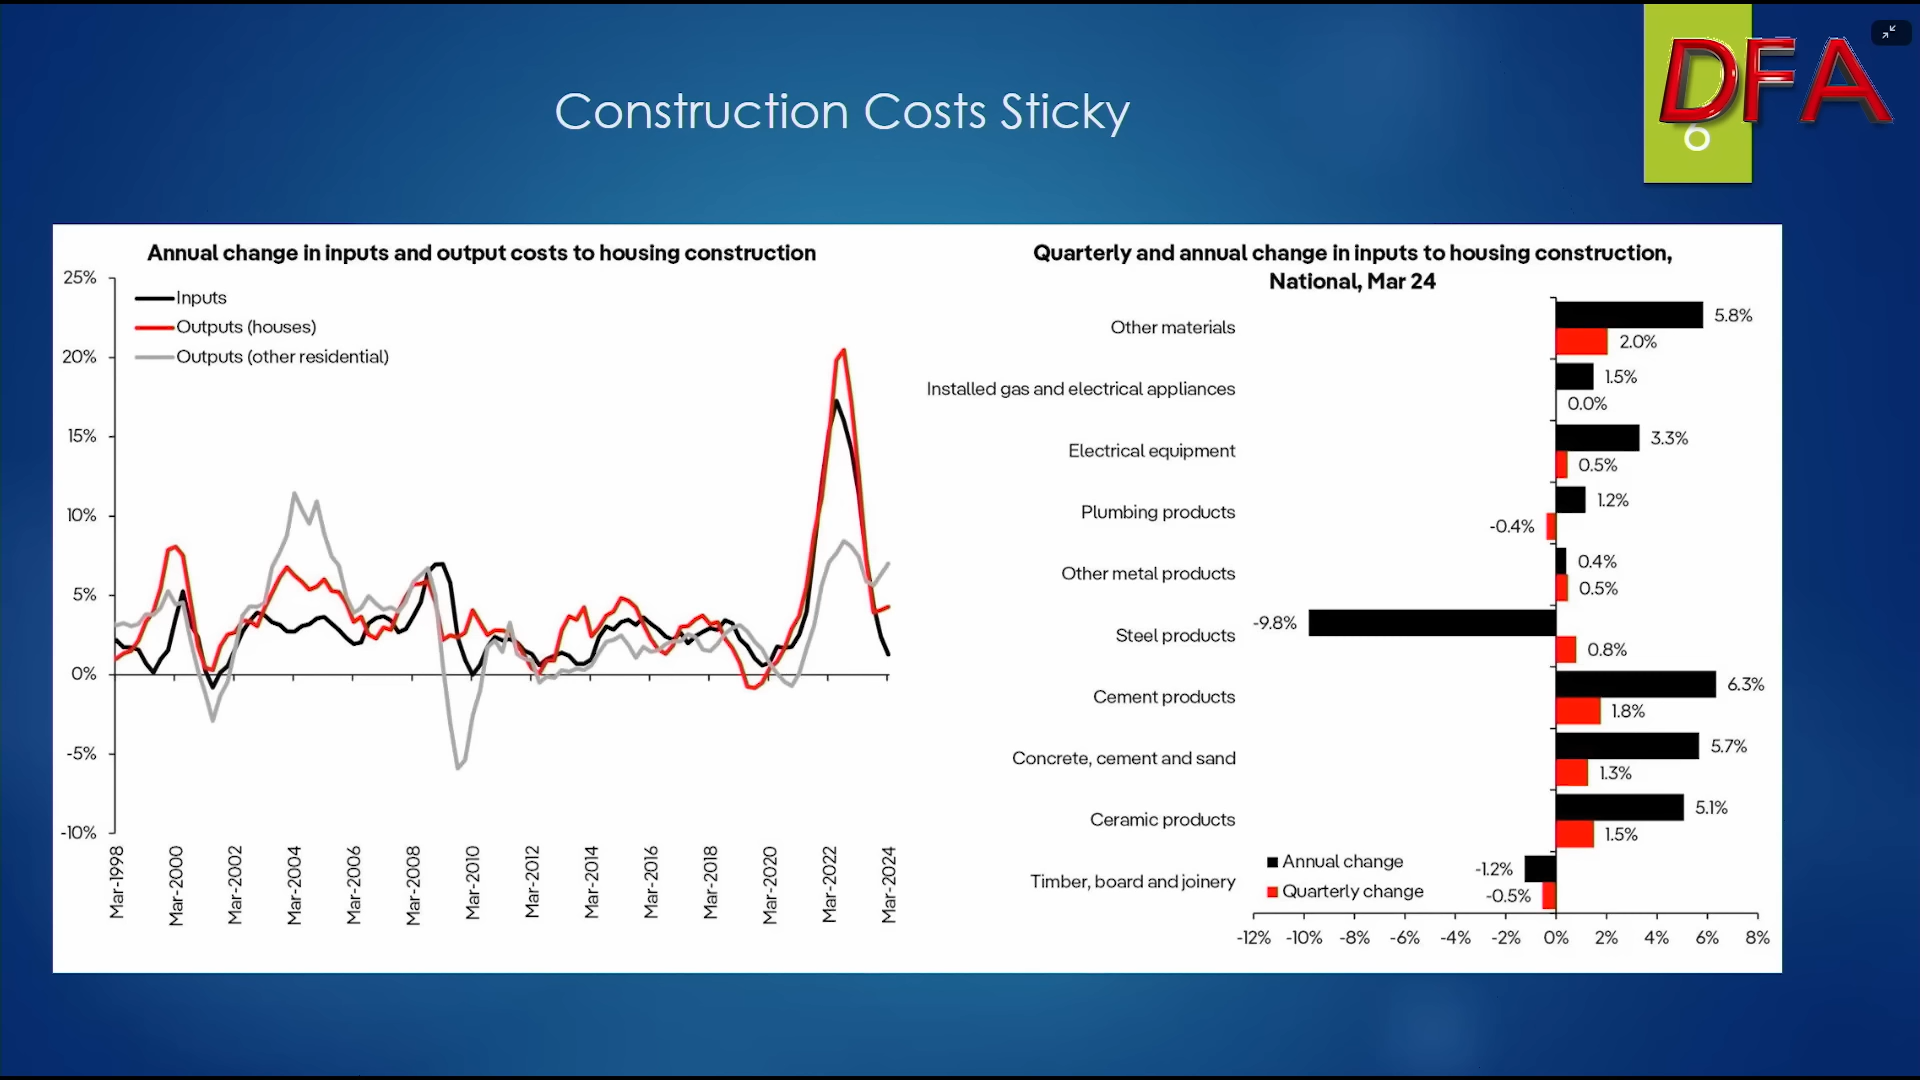 Construction Costs Sticky
DFA
6
Annual change in inputs and output costs to housing construction
25%
20%
15%
10%
5%
0%
-5%
-10%
Inputs
Outputs (houses)
Outputs (other residential)
Mar-1998
Mar-2000
Mar-2002
Mar-2004
Mar-2006
Mar-2008
Mar-2010
Mar-2012
Mar-2014
Mar-2016
Mar-2018
Mar-2020
Mar-2022
Mar-2024
Quarterly and annual change in inputs to housing construction,
National, Mar 24
Other materials
5.8%
2.0%
Installed gas and electrical appliances
1.5%
0.0%
Electrical equipment
3.3%
0.5%
Plumbing products
1.2%
-0.4%
Other metal products
0.4%
0.5%
Steel products
-9.8%
0.8%
Cement products
6.3%
1.8%
Concrete, cement and sand
5.7%
1.3%
Ceramic products
5.1%
1.5%
Timber, board and joinery
-1.2%
-0.5%
Annual change
Quarterly change
-12% -10% -8% -6% -4% -2% 0% 2% 4% 6% 8%